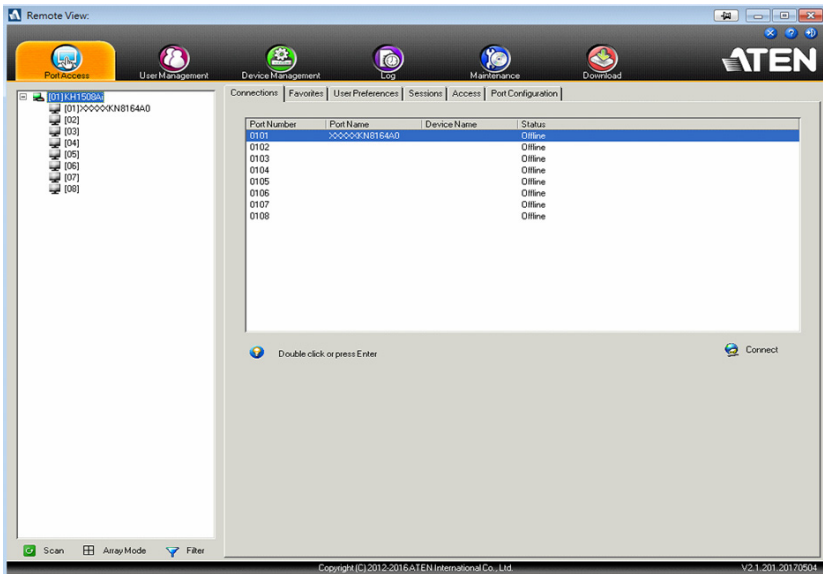 Remote View:
ATEN
Port Access
User Management
Device Management
Log
Maintenance
Download
[01]KH1508Ai
[01]XXXXXKN8164A0
[02]
[03]
[04]
[05]
[06]
[07]
[08]
Connections Favorites User Preferences Sessions Access Port Configuration
Port Number Port Name Device Name Status
0101 XXXXXKN8164A0 Offline
0102 Offline
0103 Offline
0104 Offline
0105 Offline
0106 Offline
0107 Offline
0108 Offline
Double click or press Enter
Connect
Scan Array Mode Filter
Copyright (C) 2012-2016 ATEN International Co., Ltd.
V2.1.201.20170504